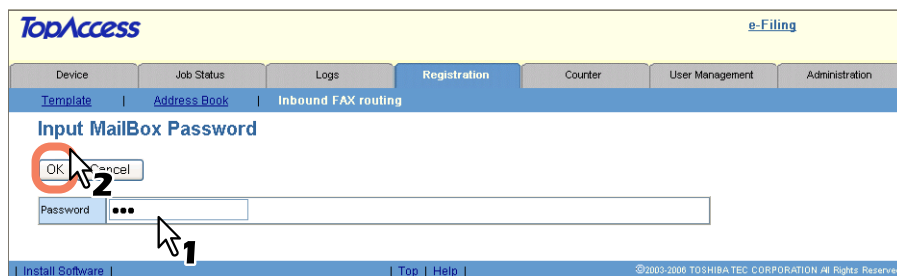 TopAccess
e-Filing
Device Job Status Logs Registration Counter User Management Administration
Template | Address Book | Inbound FAX routing
Input MailBox Password
OK Cancel
2
Password •••
1
| Install Software | | Top | Help | ©2003-2006 TOSHIBA TEC CORPORATION All Rights Reserve